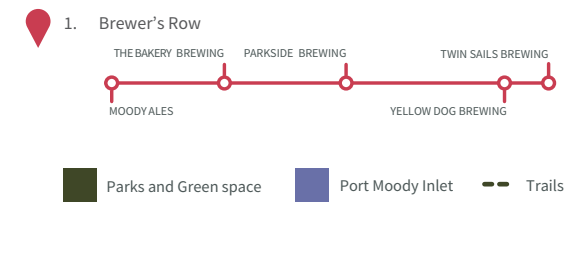 1. Brewer's Row
THE BAKERY BREWING PARKSIDE BREWING TWIN SAILS BREWING
MOODY ALES YELLOW DOG BREWING
Parks and Green space Port Moody Inlet Trails